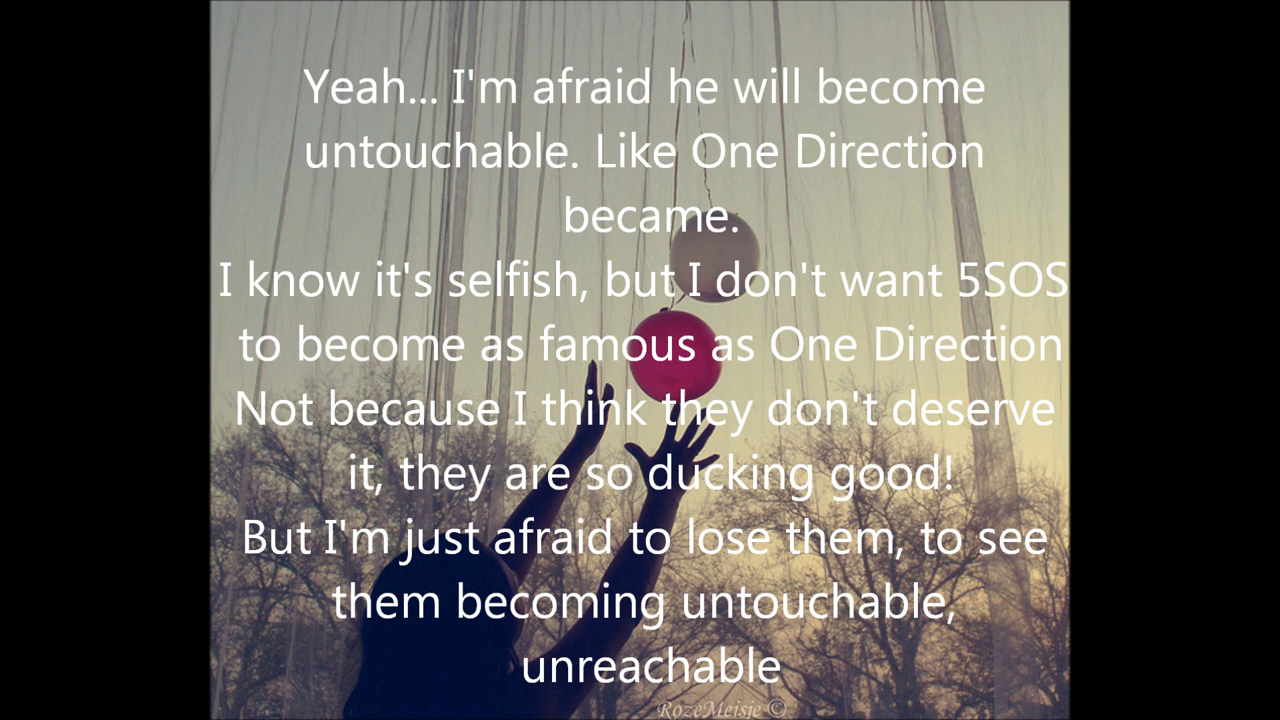 Yeah... I'm afraid he will become
untouchable. Like One Direction
became.
I know it's selfish, but I don't want 5SOS
to become as famous as One Direction
Not because I think they don't deserve
it, they are so ducking good!
But I'm just afraid to lose them, to see
them becoming untouchable,
unreachable
RozeMeisje ©